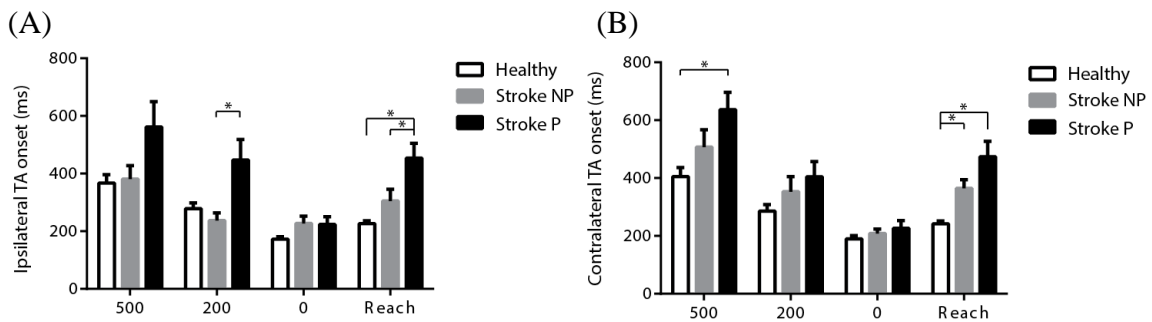 (A)
Ipsilateral TA onset (ms)
800
600
400
200
0
*
*
*
500
200
0
Reach
Healthy
Stroke NP
Stroke P
(B)
Contralateral TA onset (ms)
800
600
400
200
0
*
*
*
500
200
0
Reach
Healthy
Stroke NP
Stroke P